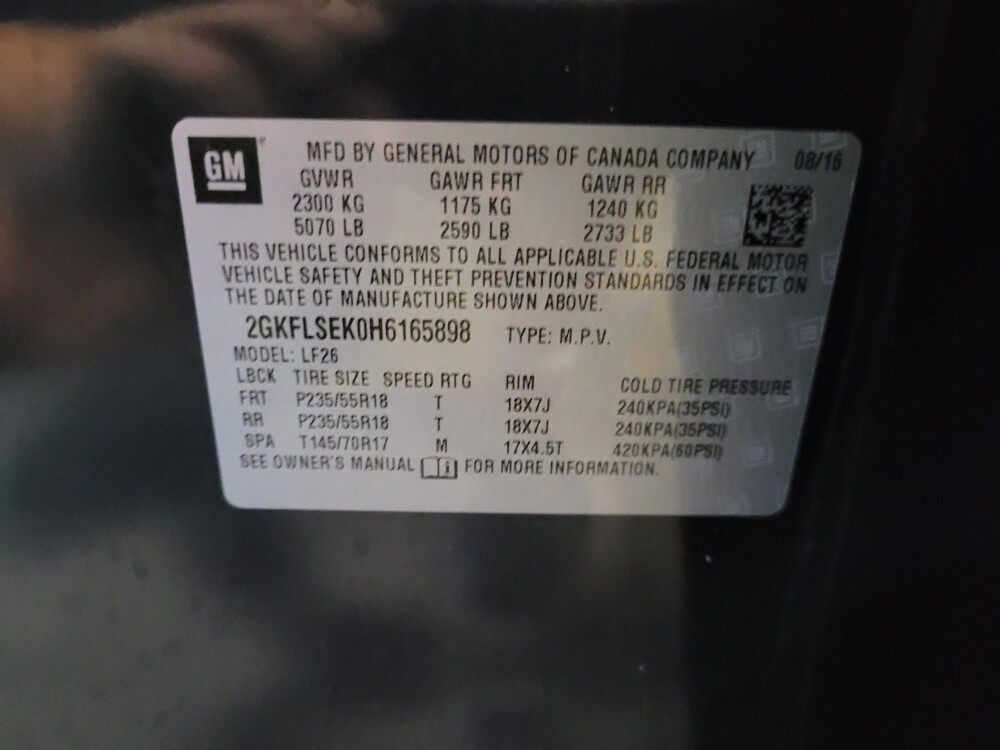 GM MFD BY GENERAL MOTORS OF CANADA COMPANY 08/16
GVWR GAWR FRT GAWR RR
2300 KG 1175 KG 1240 KG
5070 LB 2590 LB 2733 LB
THIS VEHICLE CONFORMS TO ALL APPLICABLE U.S. FEDERAL MOTOR
VEHICLE SAFETY AND THEFT PREVENTION STANDARDS IN EFFECT ON
THE DATE OF MANUFACTURE SHOWN ABOVE.
2GKFLSEK0H6165898 TYPE: M.P.V.
MODEL: LF26
LBCK TIRE SIZE SPEED RTG RIM COLD TIRE PRESSURE
FRT P235/55R18 T 18X7J 240KPA(35PSI)
RR P235/55R18 T 18X7J 240KPA(35PSI)
SPA T145/70R17 M 17X4.5T 420KPA(60PSI)
SEE OWNER'S MANUAL FOR MORE INFORMATION.